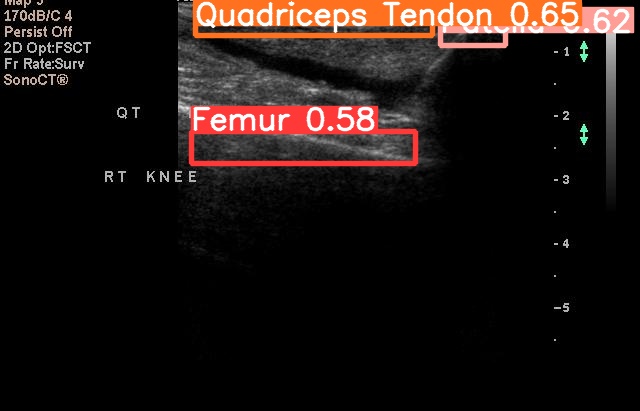 Map 3
170dB/C 4
Persist Off
2D Opt:FSCT
Fr Rate:Surv
SonoCT®
Quadriceps Tendon 0.65
0.62
1
QT
2
Femur 0.58
RT KNEE
3
4
5